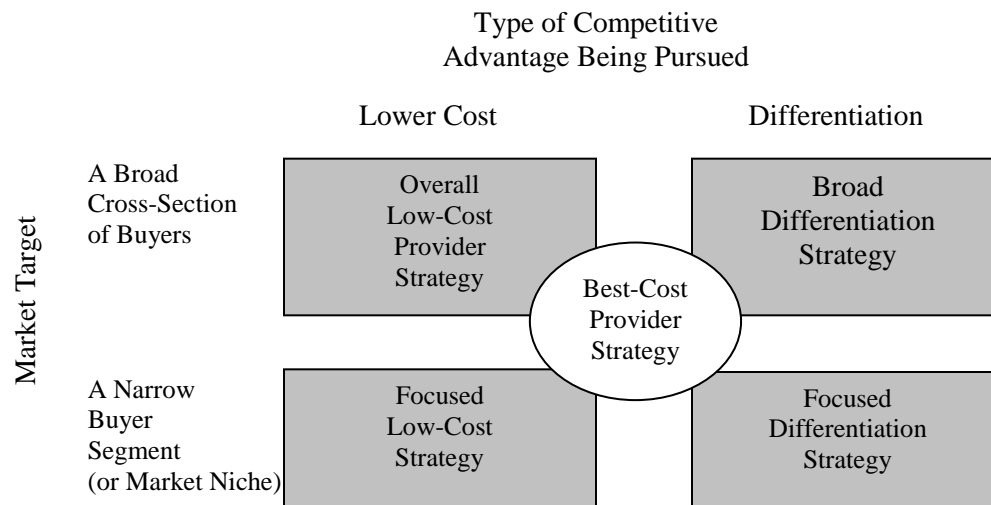 Type of Competitive
Advantage Being Pursued
Lower Cost
Differentiation
Market Target
A Broad
Cross-Section
of Buyers
Overall
Low-Cost
Provider
Strategy
Broad
Differentiation
Strategy
Best-Cost
Provider
Strategy
A Narrow
Buyer
Segment
(or Market Niche)
Focused
Low-Cost
Strategy
Focused
Differentiation
Strategy